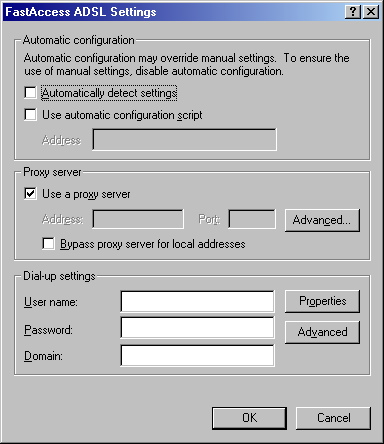 FastAccess ADSL Settings
Automatic configuration
Automatic configuration may override manual settings. To ensure the
use of manual settings, disable automatic configuration.
Automatically detect settings
Use automatic configuration script
Address
Proxy server
Use a proxy server
Address: Port: Advanced...
Bypass proxy server for local addresses
Dial-up settings
User name: Properties
Password: Advanced
Domain:
OK Cancel